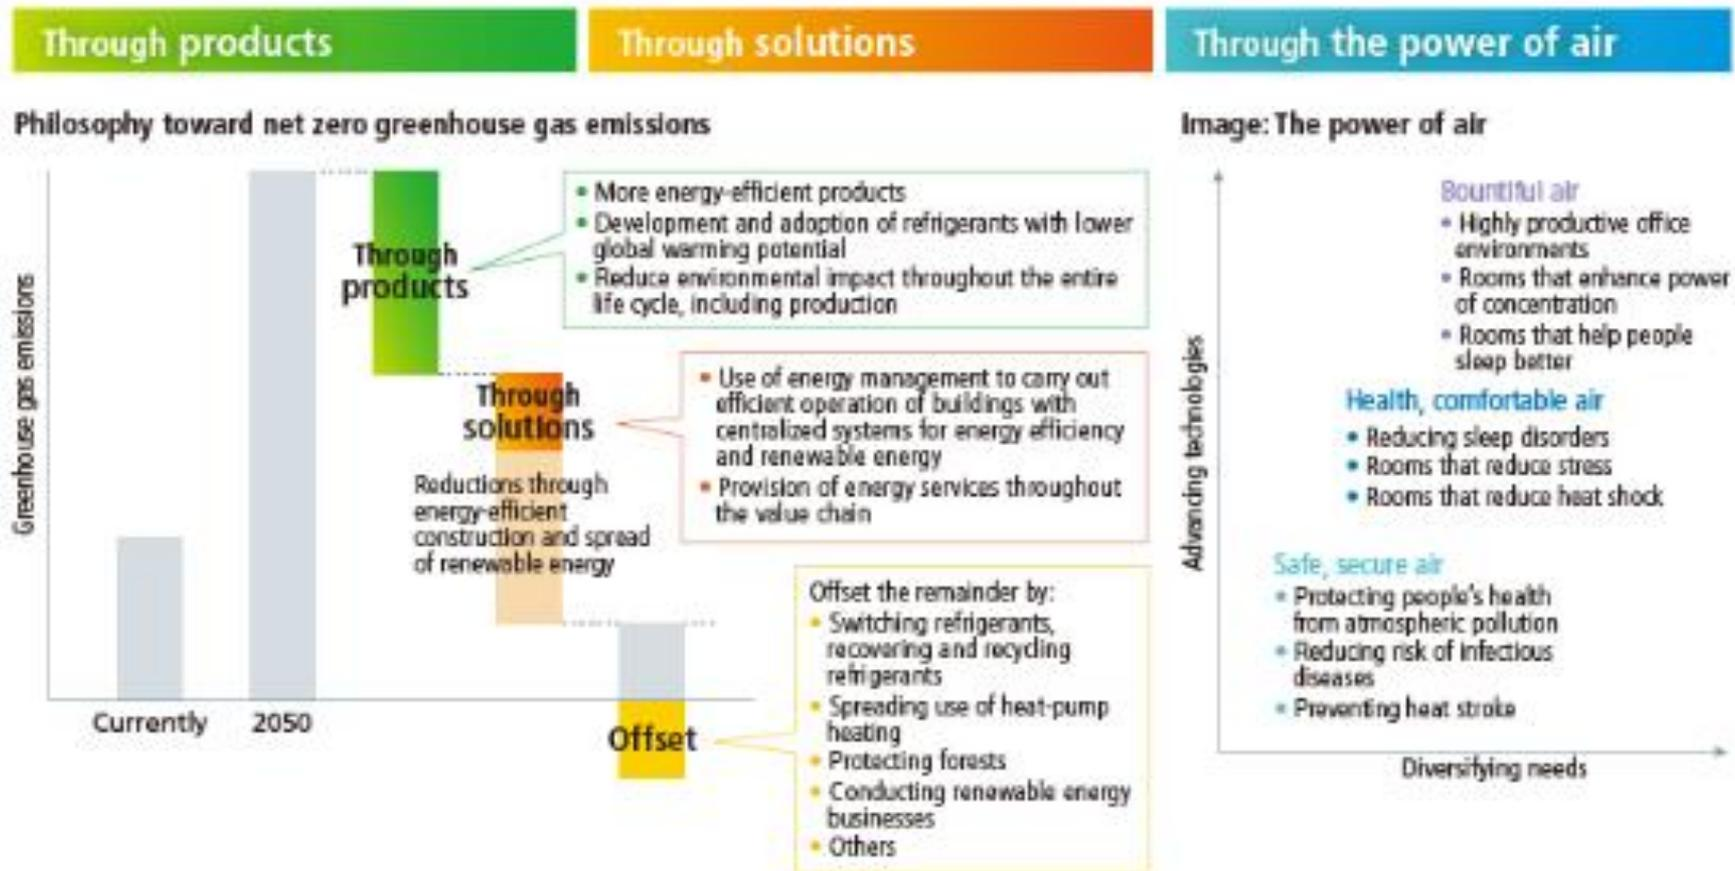 Through products
Through solutions
Through the power of air
Philosophy toward net zero greenhouse gas emissions
Greenhouse gas emissions
Currently
2050
Through
products
• More energy-efficient products
• Development and adoption of refrigerants with lower
global warming potential
• Reduce environmental impact throughout the entire
life cycle, including production
Through
solutions
Reductions through
energy-efficient
construction and spread
of renewable energy
• Use of energy management to carry out
efficient operation of buildings with
centralized systems for energy efficiency
and renewable energy
• Provision of energy services throughout
the value chain
Offset
Offset the remainder by:
• Switching refrigerants,
recovering and recycling
refrigerants
• Spreading use of heat-pump
heating
• Protecting forests
• Conducting renewable energy
businesses
• Others
Image: The power of air
Advancing technologies
Bountiful air
• Highly productive office
environments
• Rooms that enhance power
of concentration
• Rooms that help people
sleep better
Health, comfortable air
• Reducing sleep disorders
• Rooms that reduce stress
• Rooms that reduce heat shock
Safe, secure air
• Protecting people's health
from atmospheric pollution
• Reducing risk of infectious
diseases
• Preventing heat stroke
Diversifying needs